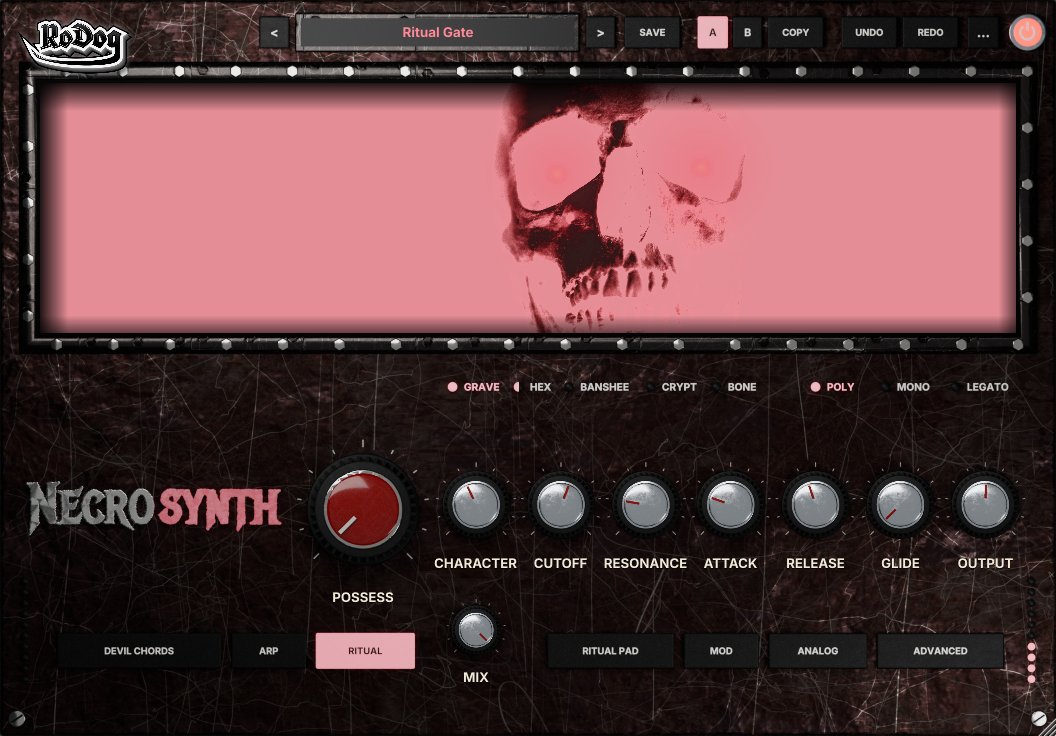 RoDog
< Ritual Gate > SAVE A B COPY UNDO REDO ...
GRAVE HEX BANSHEE CRYPT BONE POLY MONO LEGATO
NECROSYNTH
CHARACTER CUTOFF RESONANCE ATTACK RELEASE GLIDE OUTPUT
POSSESS
DEVIL CHORDS ARP RITUAL RITUAL PAD MOD ANALOG ADVANCED
MIX